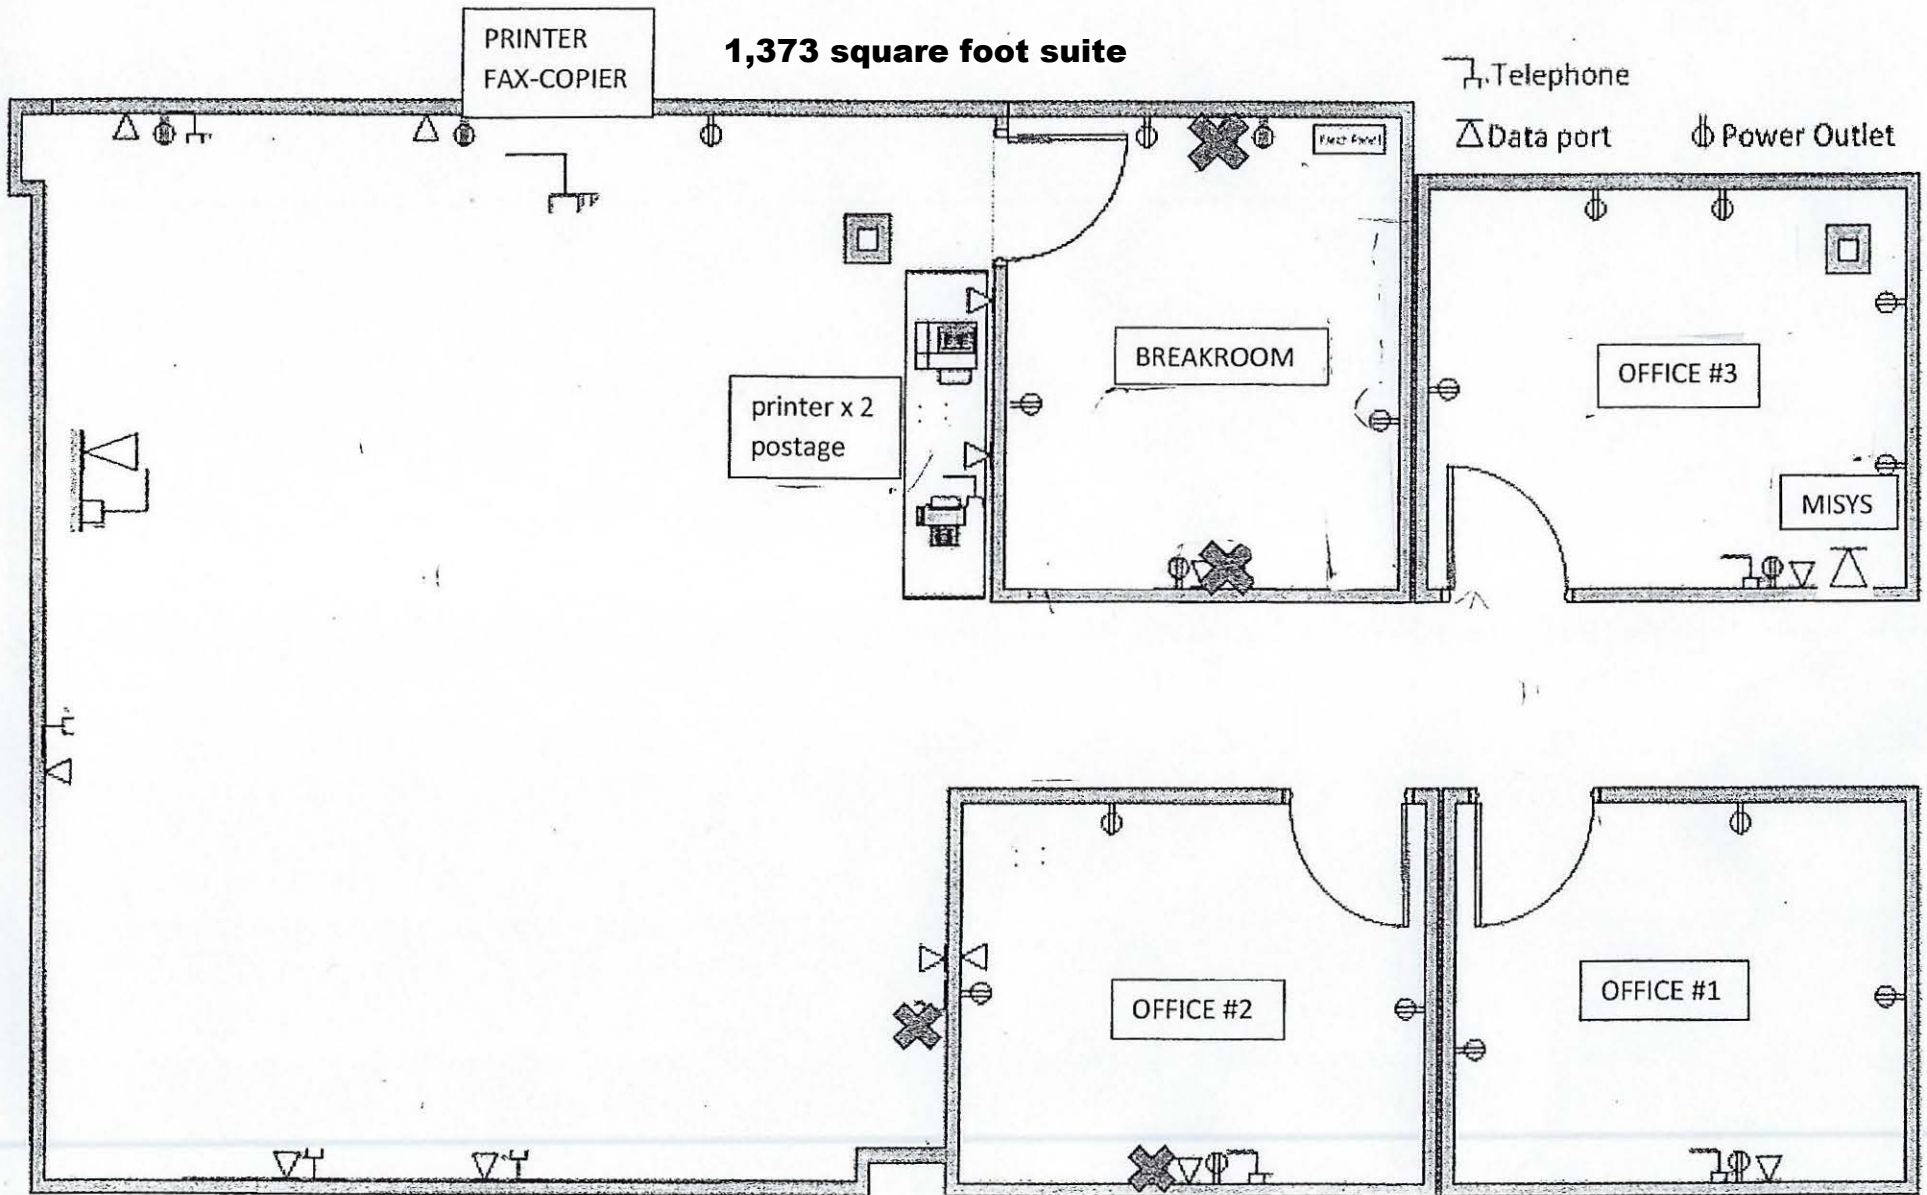 PRINTER
FAX-COPIER
1,373 square foot suite
Telephone
Data port
Power Outlet
BREAKROOM
OFFICE #3
printer x 2
postage
MISYS
OFFICE #2
OFFICE #1